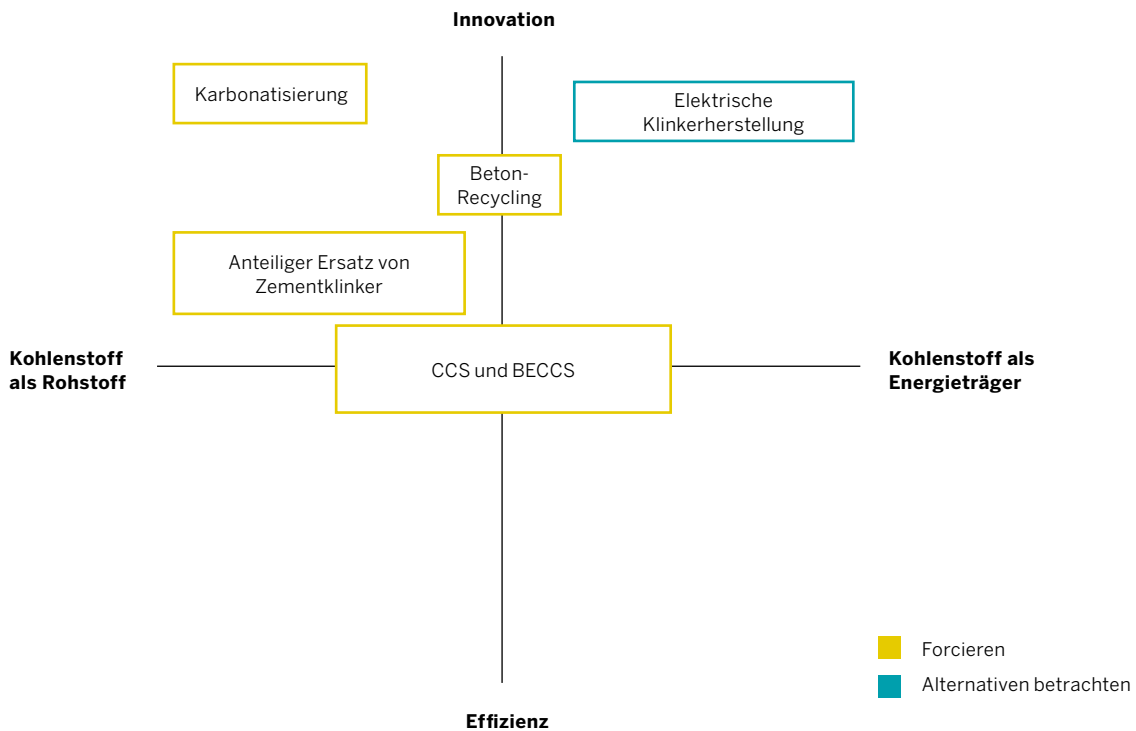 Innovation
Karbonatisierung
Elektrische
Klinkerherstellung
Beton-
Recycling
Anteiliger Ersatz von
Zementklinker
Kohlenstoff
als Rohstoff
CCS und BECCS
Kohlenstoff als
Energieträger
Forcieren
Alternativen betrachten
Effizienz